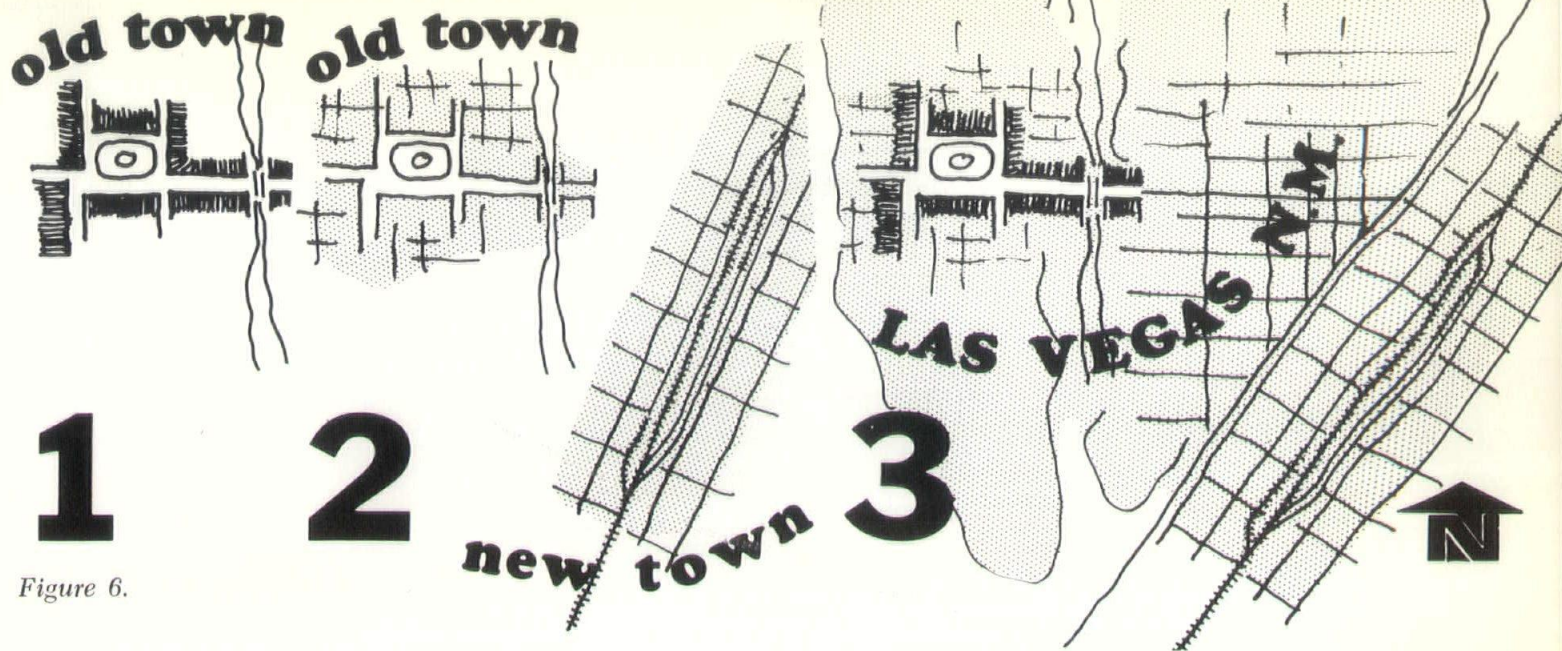 old town
old town
N.M.
LAS VEGAS
1
2
3
new town
N
Figure 6.